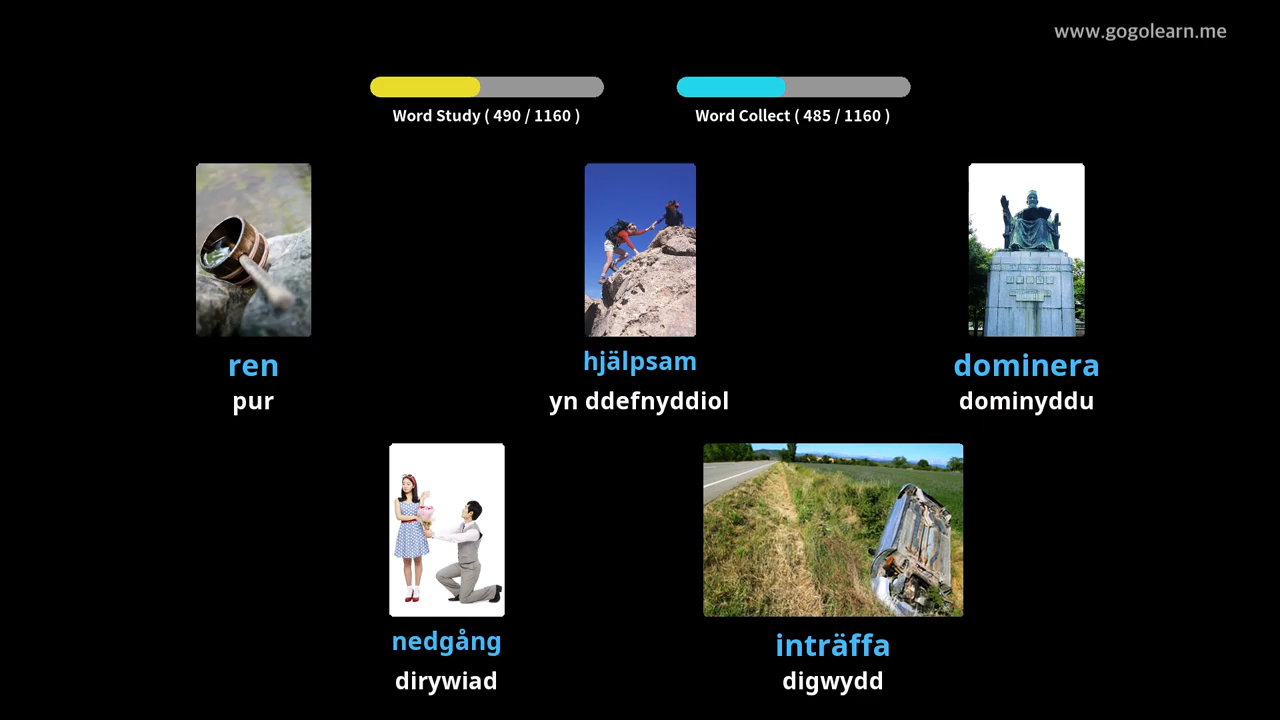 www.gogolearn.me
Word Study ( 490 / 1160 )
Word Collect ( 485 / 1160 )
ren
pur
hjälpsam
yn ddefnyddiol
dominera
dominyddu
nedgång
dirywiad
inträffa
digwydd